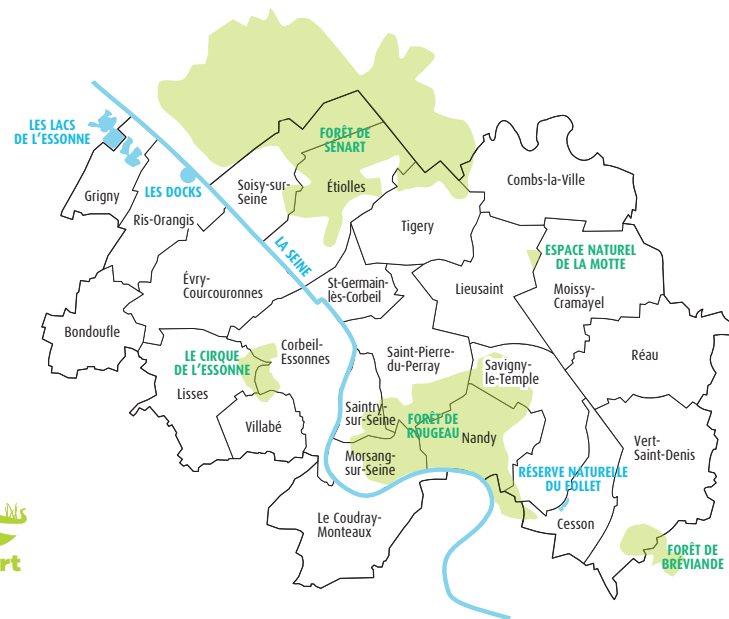 FORÊT DE
SÉNART
LES LACS
DE L'ESSONNE
Combs-la-Ville
Grigny
LES DOCKS
Soisy-sur-
Seine
Étiolles
Ris-Orangis
Tigery
LA SEINE
ESPACE NATUREL
DE LA MOTTE
Évry-
Courcouronnes
St-Germain-
lès-Corbeil
Lieusaint
Moissy-
Cramayel
Bondoufle
Corbeil-
Essonnes
Saint-Pierre-
du-Perray
Réau
LE CIRQUE
DE L'ESSONNE
Savigny-
le-Temple
Lisses
Saintry-
sur-Seine
FORÊT DE
ROUGEAU
Villabé
Nandy
Vert-
Saint-Denis
Morsang-
sur-Seine
RÉSERVE NATURELLE
DU FOLLET
Le Coudray-
Monteaux
Cesson
FORÊT DE
BRÉVIANDE
rt